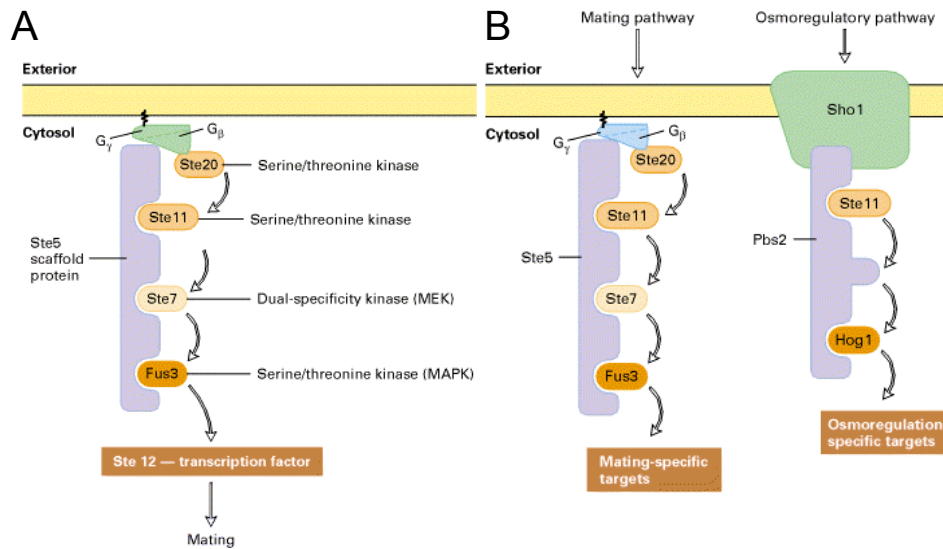 A
Exterior
Cytosol
Gγ
Gβ
Ste20
Serine/threonine kinase
Ste11
Serine/threonine kinase
Ste5
scaffold
protein
Ste7
Dual-specificity kinase (MEK)
Fus3
Serine/threonine kinase (MAPK)
Ste 12 — transcription factor
Mating
B
Mating pathway
Osmoregulatory pathway
Exterior
Cytosol
Gγ
Gβ
Sho1
Ste20
Ste11
Ste11
Ste5
Pbs2
Ste7
Hog1
Fus3
Mating-specific
targets
Osmoregulation
specific targets